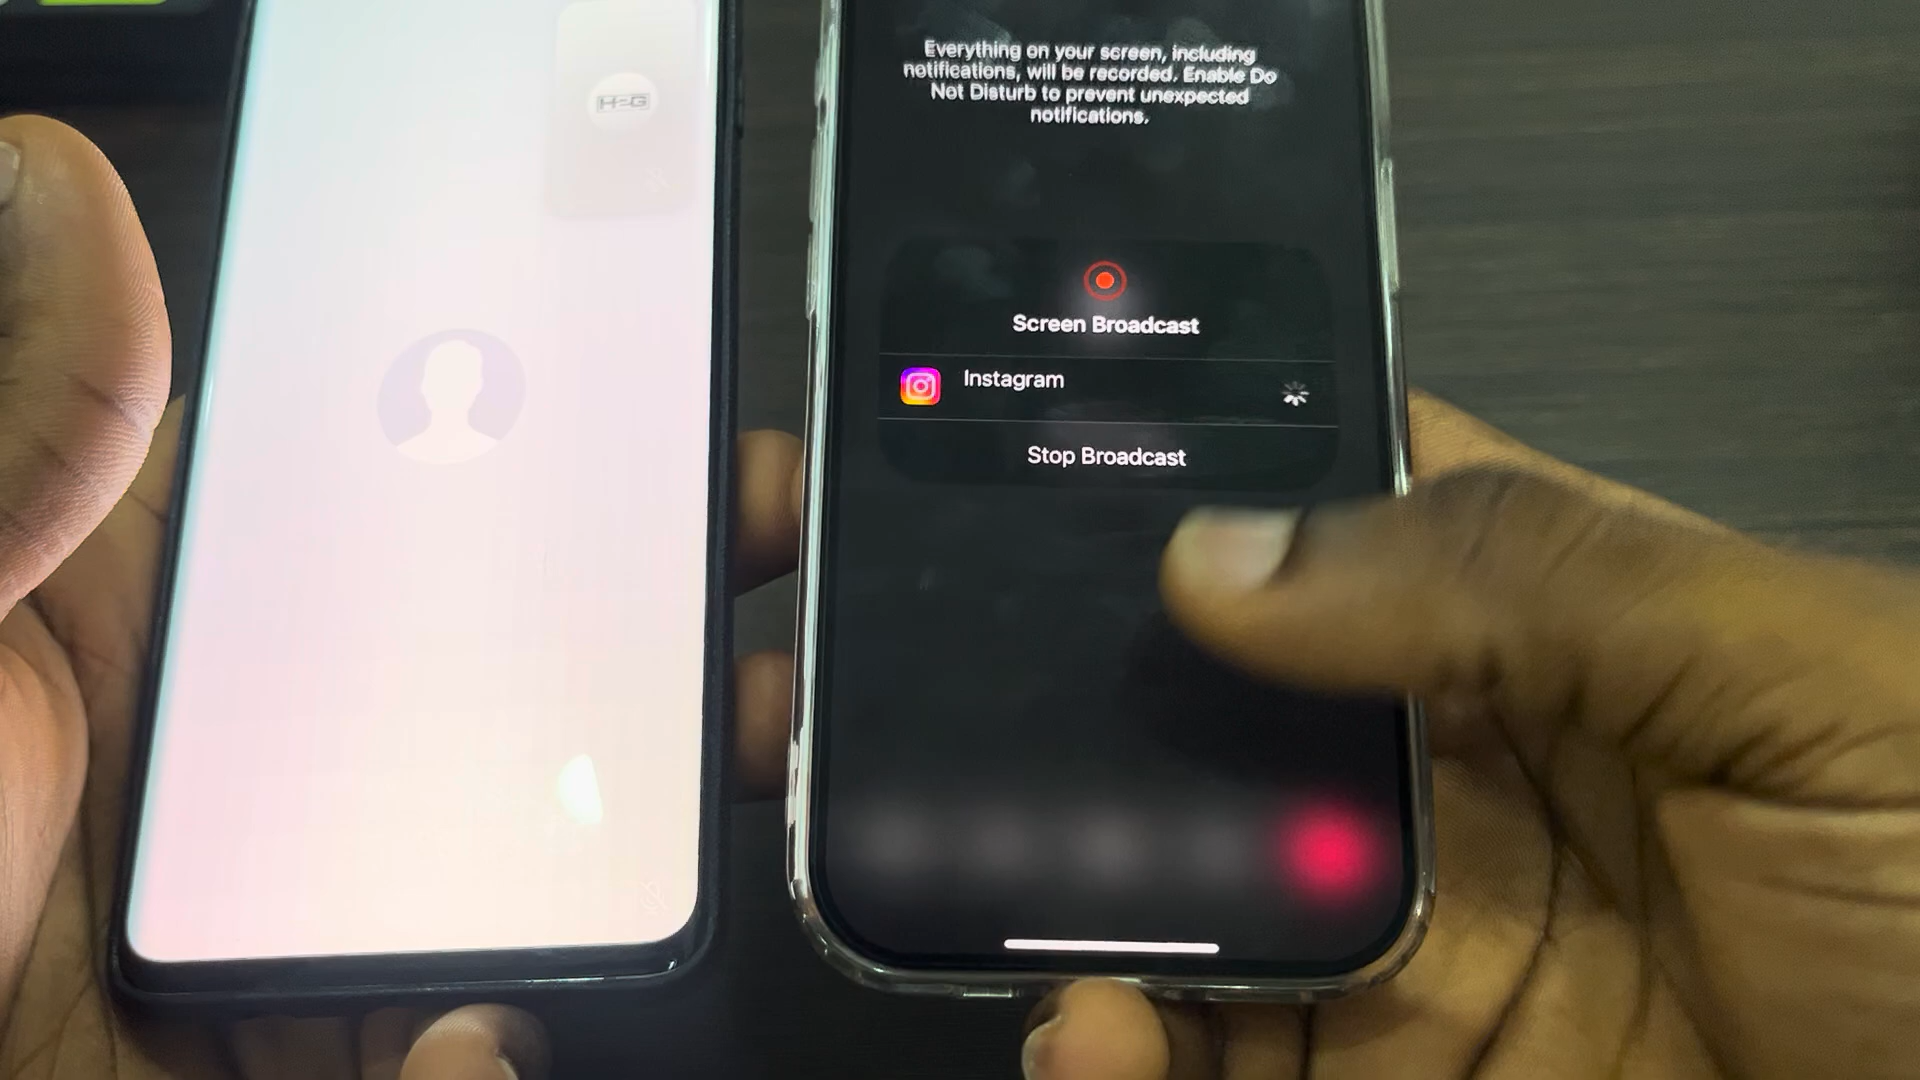 H=G
Everything on your screen, including
notifications, will be recorded. Enable Do
Not Disturb to prevent unexpected
notifications.
Screen Broadcast
Instagram
Stop Broadcast